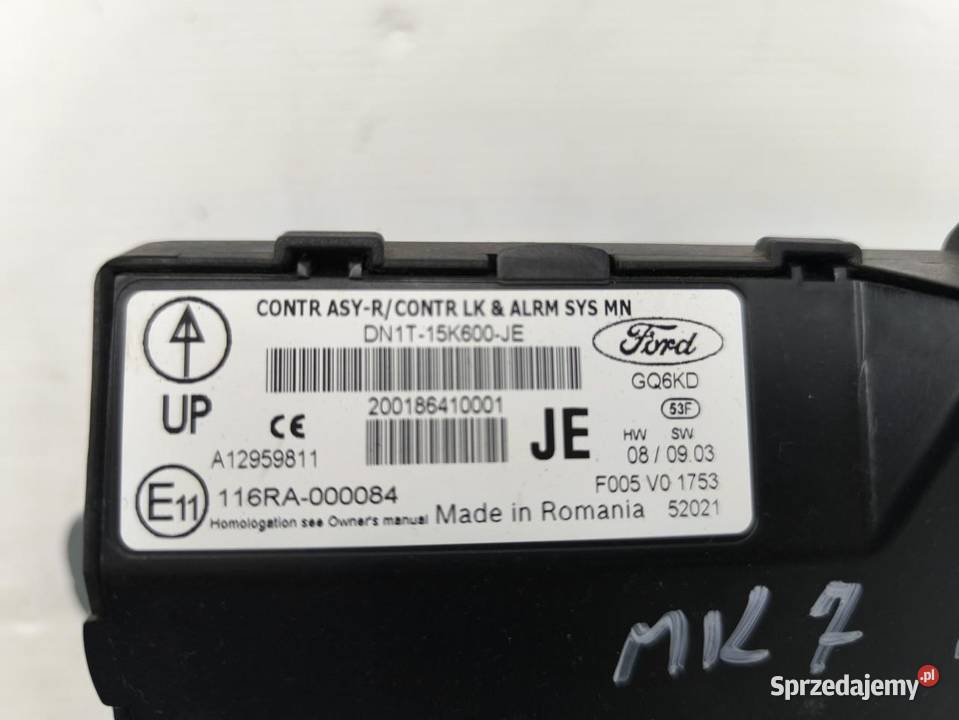 CONTR ASY-R/CONTR LK & ALRM SYS MN
DN1T-15K600-JE
Ford
GQ6KD
UP
CE
200186410001
JE
53F
HW SW
A12959811
08 / 09.03
E11
116RA-000084
F005 V0 1753
Homologation see Owner's manual
Made in Romania
52021
MK 7
Sprzedajemy.pl